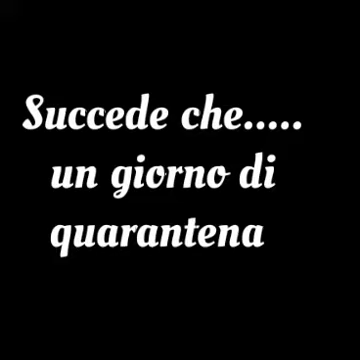 Succede che.....
un giorno di
quarantena